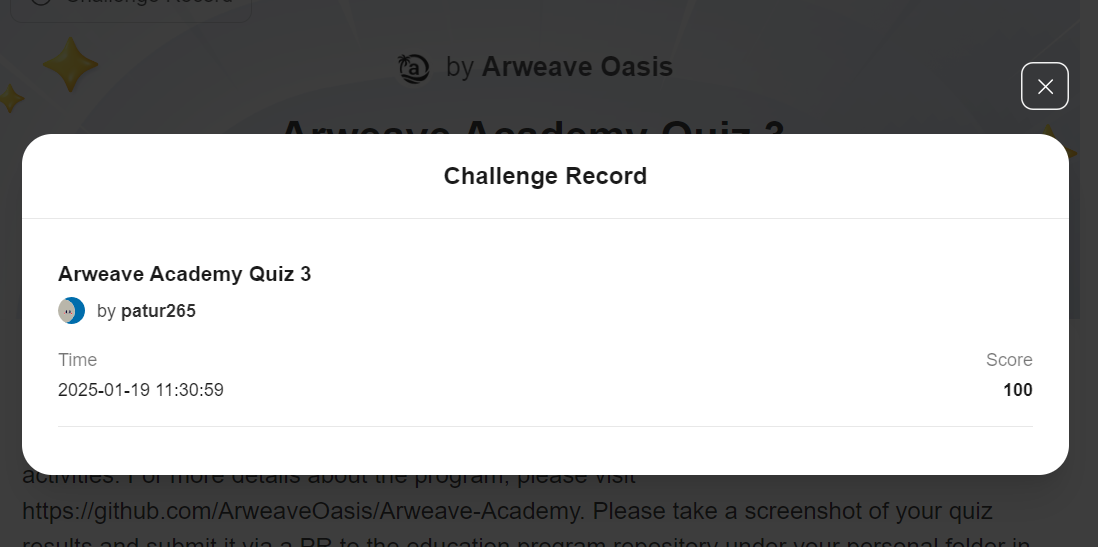 Challenge Record
by Arweave Oasis
Arweave Academy Quiz 3
Challenge Record
Arweave Academy Quiz 3
by patur265
Time Score
2025-01-19 11:30:59 100
activities. For more details about the program, please visit
https://github.com/ArweaveOasis/Arweave-Academy. Please take a screenshot of your quiz
results and submit it via a PR to the education program repository under your personal folder in